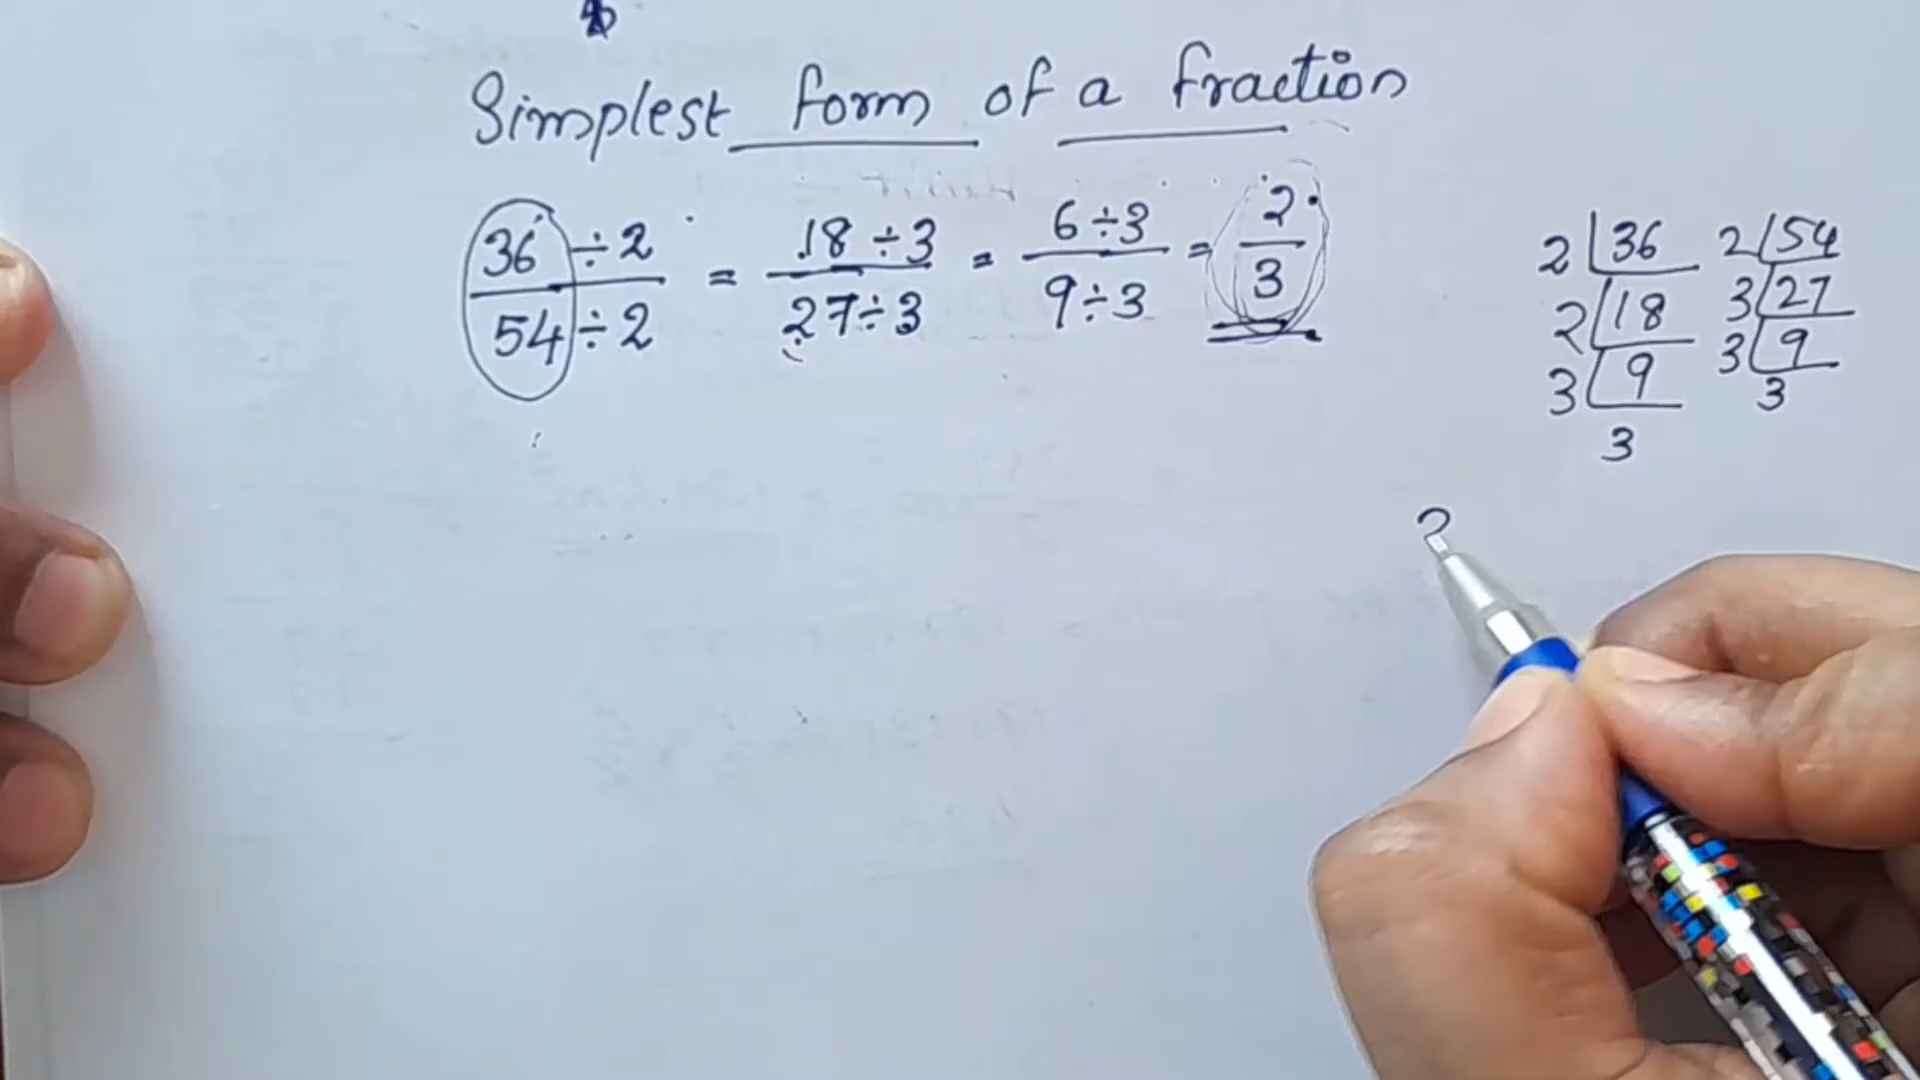 Simplest form of a fraction
36 ÷ 2 / 54 ÷ 2 = 18 ÷ 3 / 27 ÷ 3 = 6 ÷ 3 / 9 ÷ 3 = 2 / 3
2 | 36
2 | 18
3 | 9
3
2 | 54
3 | 27
3 | 9
3